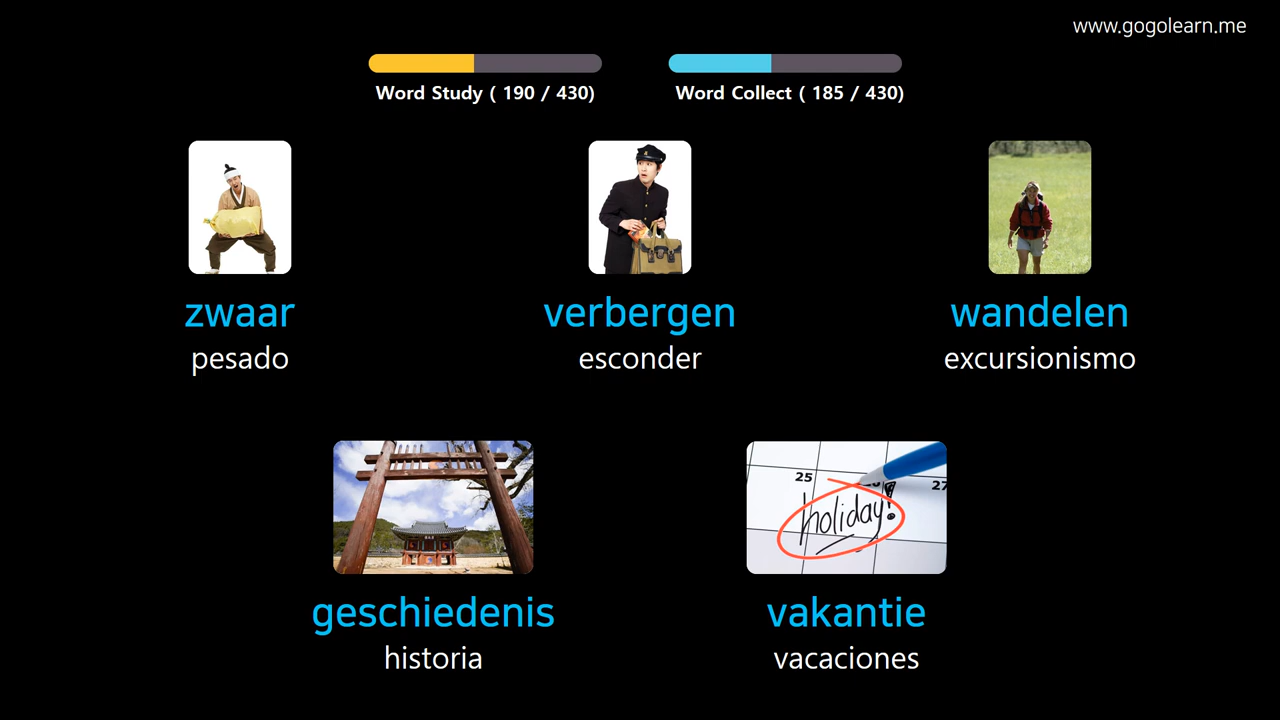 www.gogolearn.me
Word Study ( 190 / 430)
Word Collect ( 185 / 430)
zwaar
pesado
verbergen
esconder
wandelen
excursionismo
25
27
holiday!
geschiedenis
historia
vakantie
vacaciones